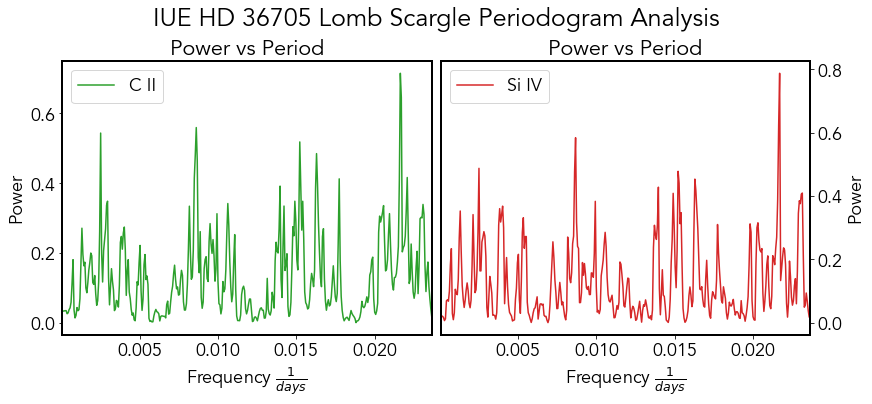 IUE HD 36705 Lomb Scargle Periodogram Analysis
Power vs Period
C II
Power
0.6
0.4
0.2
0.0
0.005 0.010 0.015 0.020
Frequency 1/days
Power vs Period
Si IV
0.8
0.6
0.4
0.2
0.0
Power
0.005 0.010 0.015 0.020
Frequency 1/days